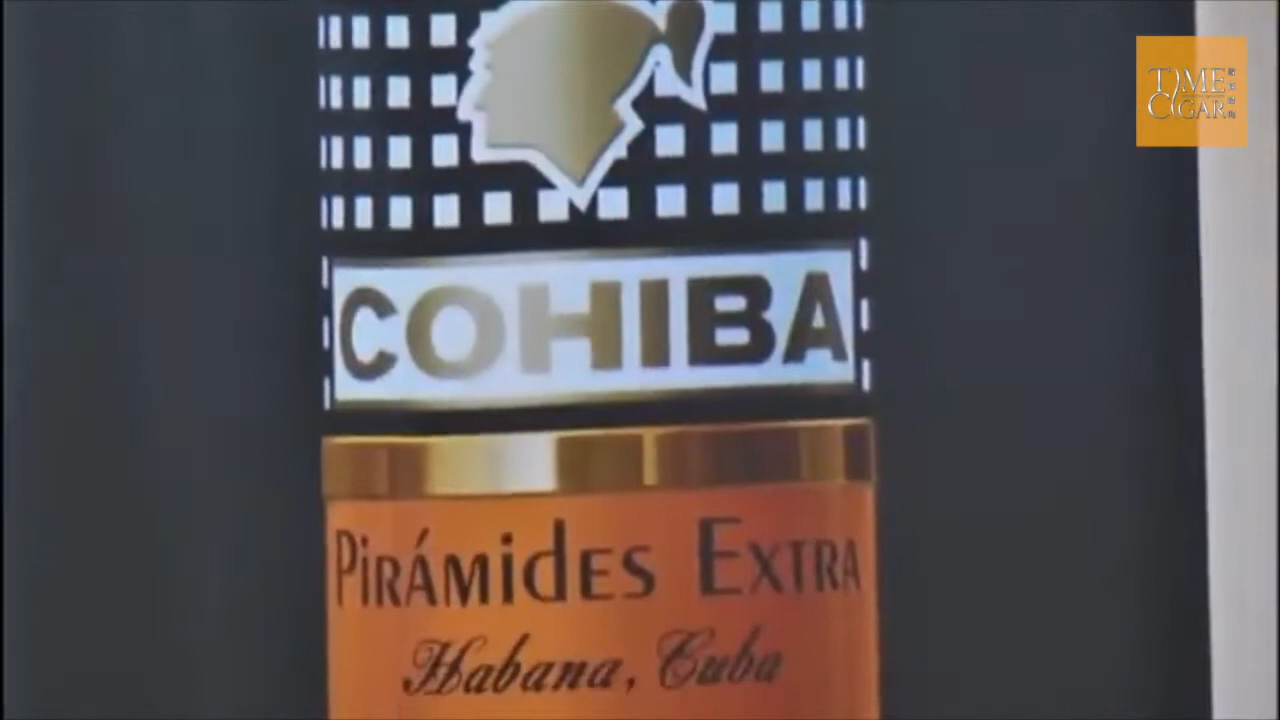 TIME
CIGAR
COHIBA
PIRÁMIDES EXTRA
Habana, Cuba